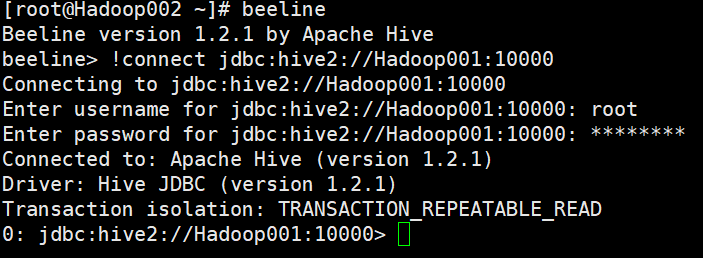 [root@Hadoop002 ~]# beeline
Beeline version 1.2.1 by Apache Hive
beeline> !connect jdbc:hive2://Hadoop001:10000
Connecting to jdbc:hive2://Hadoop001:10000
Enter username for jdbc:hive2://Hadoop001:10000: root
Enter password for jdbc:hive2://Hadoop001:10000: ********
Connected to: Apache Hive (version 1.2.1)
Driver: Hive JDBC (version 1.2.1)
Transaction isolation: TRANSACTION_REPEATABLE_READ
0: jdbc:hive2://Hadoop001:10000>